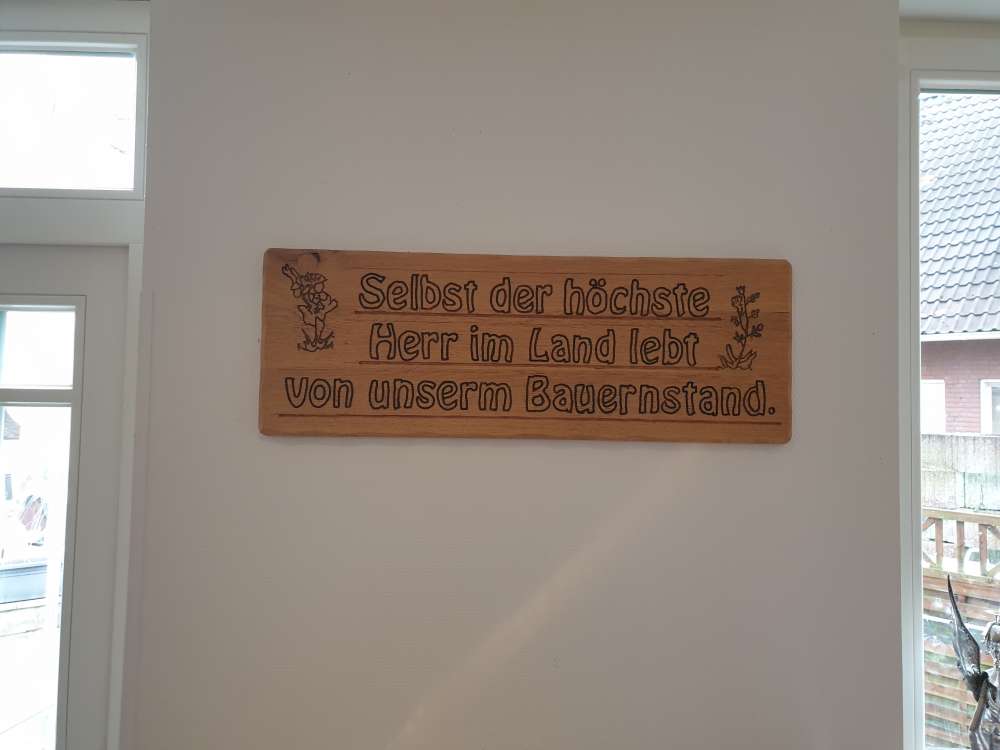 Selbst der höchste
Herr im Land lebt
von unserm Bauernstand.